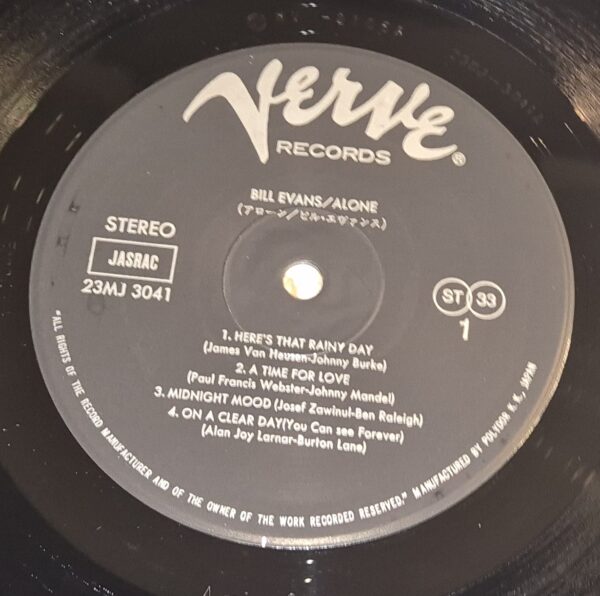 VERVE
RECORDS ®
BILL EVANS/ALONE
(アローン/ビル・エヴァンス)
STEREO
JASRAC
23MJ 3041
ST 33
1
1. HERE'S THAT RAINY DAY
(James Van Heusen-Johnny Burke)
2. A TIME FOR LOVE
(Paul Francis Webster-Johnny Mandel)
3. MIDNIGHT MOOD (Josef Zawinul-Ben Raleigh)
4. ON A CLEAR DAY(You Can see Forever)
(Alan Joy Larnar-Burton Lane)
"ALL RIGHTS OF THE RECORD MANUFACTURER AND OF THE OWNER OF THE WORK RECORDED RESERVED." MANUFACTURED BY POLYDOR K.K., JAPAN